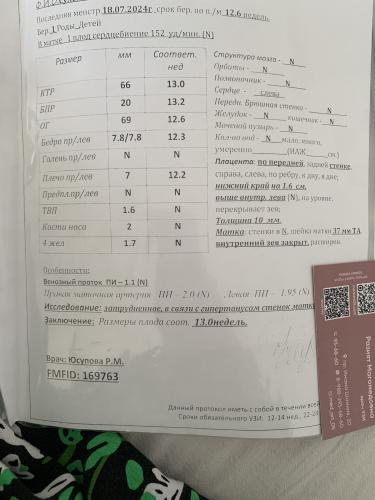 Последняя менстр.18.07.2024г, срок бер. по п./м 12.6 недель.
Бер.1 Роды Детей
В матке 1 плод сердцебиение 152 уд/мин. (N)
Размер мм Соответ. нед
КТР 66 13.0
БПР 20 13.2
ОГ 69 12.6
Бедро пр/лев 7.8/7.8 12.3
Голень пр/лев N N
Плечо пр/лев 7 12.2
Предпл.пр/лев N N
ТВП 1.6 N
Кости носа 2 N
4 жел 1.7 N
Структура мозга - N
Орбиты - N
Позвоночник - N
Сердце - слева
Передн. Брюшная стенка - N
Желудок - N кишечник - N
Мочевой пузырь - N
Кол-во вод - N мало, много,
умеренно (ИАЖ см.)
Плацента: по передней, задней стенке,
справа, слева, по ребру, к дну, в дне;
нижний край на 1.6 см.
выше внутр. зева (N), на уровне,
перекрывает зев;
Толщина 10 мм.
Матка: стенки в N, шейка матки 37 мм ТА
внутренний зев закрыт, расширен.
Особенности:
Венозный проток ПИ – 1.1 (N)
Правая маточная артерия ПИ – 2.0 (N) Левая ПИ – 1.95 (N)
Исследование: затрудненное, в связи с гипертонусом стенок матки
Заключение: Размеры плода соот. 13.0недель.
Врач: Юсупова Р.М.
FMFID: 169763
Данный протокол иметь с собой в течении всей
Сроки обязательного УЗИ: 12-14 нед., 22-24